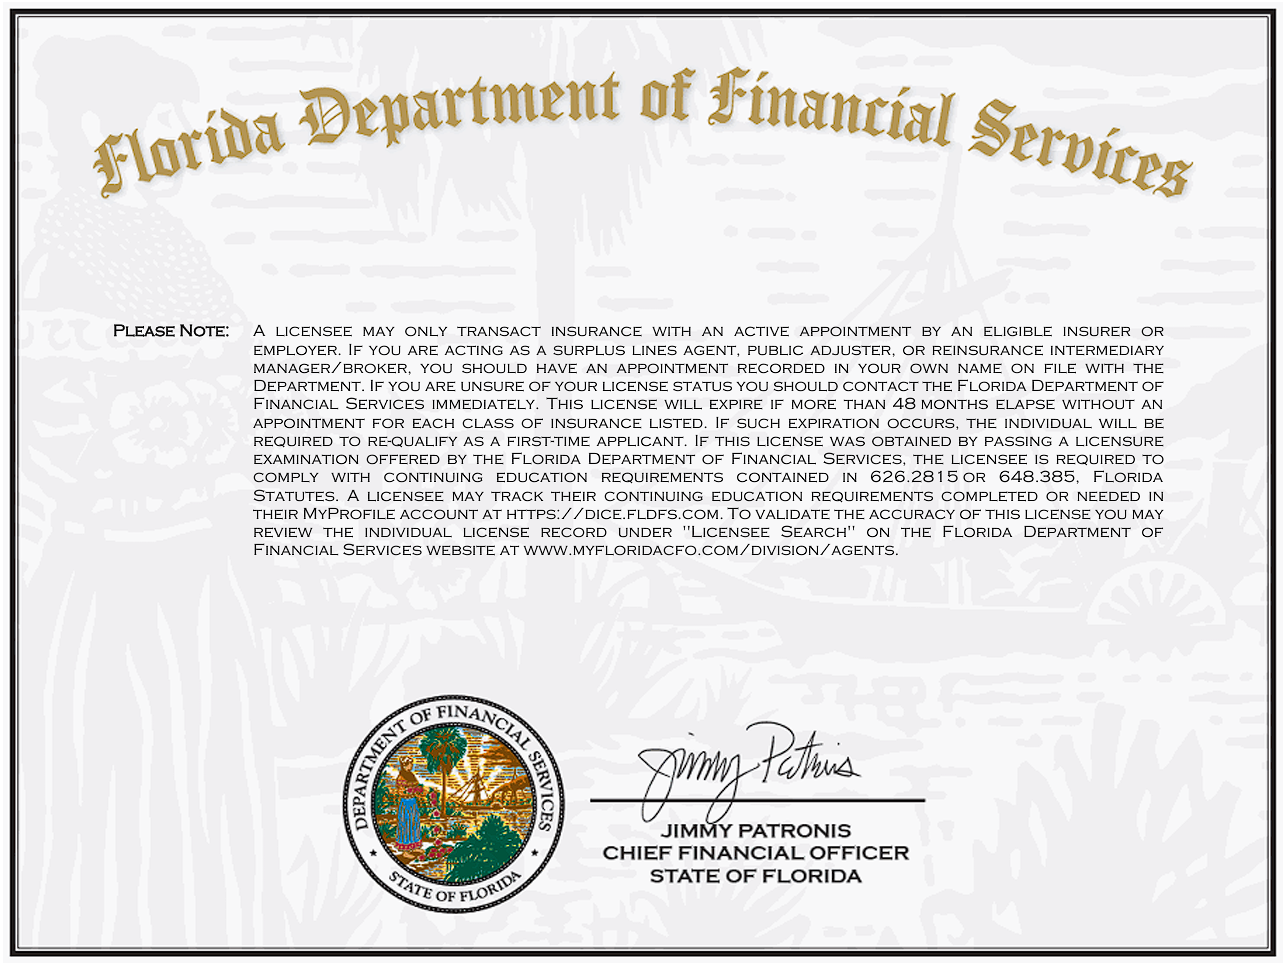 Florida Department of Financial Services
PLEASE NOTE: A LICENSEE MAY ONLY TRANSACT INSURANCE WITH AN ACTIVE APPOINTMENT BY AN ELIGIBLE INSURER OR
EMPLOYER. IF YOU ARE ACTING AS A SURPLUS LINES AGENT, PUBLIC ADJUSTER, OR REINSURANCE INTERMEDIARY
MANAGER/BROKER, YOU SHOULD HAVE AN APPOINTMENT RECORDED IN YOUR OWN NAME ON FILE WITH THE
DEPARTMENT. IF YOU ARE UNSURE OF YOUR LICENSE STATUS YOU SHOULD CONTACT THE FLORIDA DEPARTMENT OF
FINANCIAL SERVICES IMMEDIATELY. THIS LICENSE WILL EXPIRE IF MORE THAN 48 MONTHS ELAPSE WITHOUT AN
APPOINTMENT FOR EACH CLASS OF INSURANCE LISTED. IF SUCH EXPIRATION OCCURS, THE INDIVIDUAL WILL BE
REQUIRED TO RE-QUALIFY AS A FIRST-TIME APPLICANT. IF THIS LICENSE WAS OBTAINED BY PASSING A LICENSURE
EXAMINATION OFFERED BY THE FLORIDA DEPARTMENT OF FINANCIAL SERVICES, THE LICENSEE IS REQUIRED TO
COMPLY WITH CONTINUING EDUCATION REQUIREMENTS CONTAINED IN 626.2815 OR 648.385, FLORIDA
STATUTES. A LICENSEE MAY TRACK THEIR CONTINUING EDUCATION REQUIREMENTS COMPLETED OR NEEDED IN
THEIR MYPROFILE ACCOUNT AT HTTPS://DICE.FLDFS.COM. TO VALIDATE THE ACCURACY OF THIS LICENSE YOU MAY
REVIEW THE INDIVIDUAL LICENSE RECORD UNDER "LICENSEE SEARCH" ON THE FLORIDA DEPARTMENT OF
FINANCIAL SERVICES WEBSITE AT WWW.MYFLORIDACFO.COM/DIVISION/AGENTS.
DEPARTMENT OF FINANCIAL SERVICES
STATE OF FLORIDA
Jimmy Patronis
JIMMY PATRONIS
CHIEF FINANCIAL OFFICER
STATE OF FLORIDA